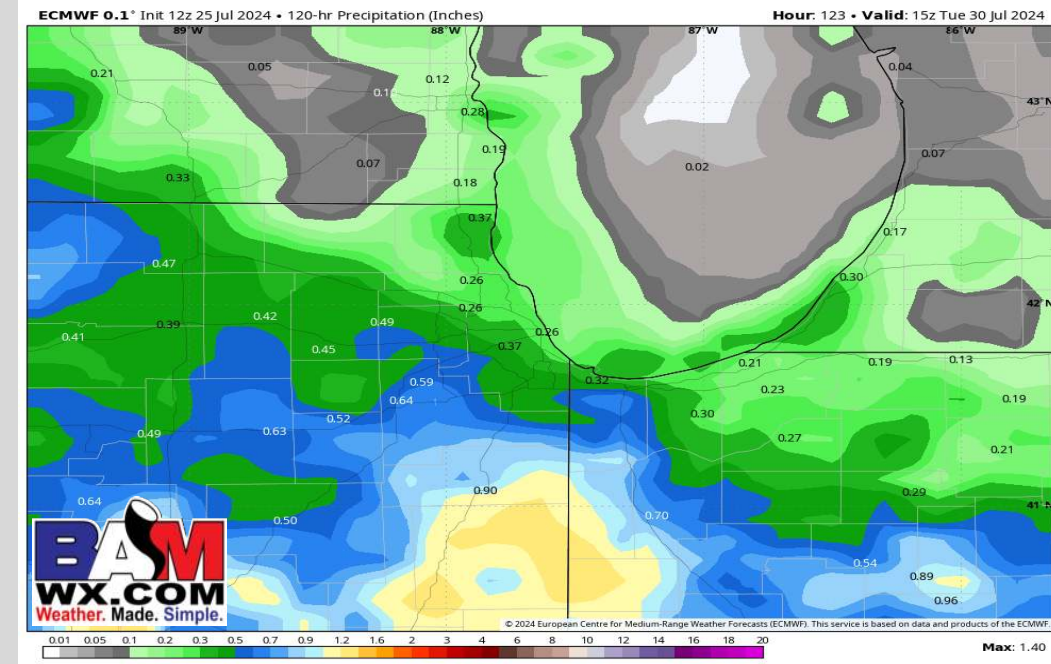 ECMWF 0.1° Init 12z 25 Jul 2024 • 120-hr Precipitation (Inches)
Hour: 123 • Valid: 15z Tue 30 Jul 2024
89°W 88°W 87°W 86°W
0.05 0.04
0.21 0.12
0.28 43°N
0.19 0.07
0.07 0.02
0.33 0.18
0.37 0.17
0.47 0.26 0.30
0.26 42°N
0.42 0.49
0.39 0.26
0.41 0.45 0.37
0.21 0.19 0.13
0.59 0.32
0.64 0.23 0.19
0.52 0.30
0.49 0.63 0.27
0.21
0.90 0.29
0.64 41°N
0.50 0.70
BAM
WX.COM
Weather. Made. Simple.
0.54
0.89
0.96
© 2024 European Centre for Medium-Range Weather Forecasts (ECMWF). This service is based on data and products of the ECMWF.
0.01 0.05 0.1 0.2 0.3 0.5 0.7 0.9 1.2 1.6 2 3 4 6 8 10 12 14 16 18 20
Max: 1.40